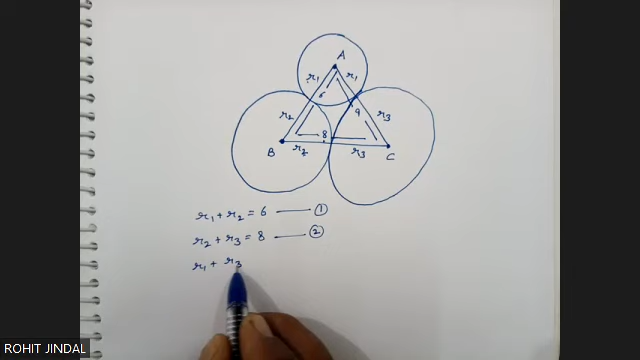 A
r₁ r₁
6
r₂ 9 r₃
8
B r₂ r₃ C
r₁ + r₂ = 6 —— ①
r₂ + r₃ = 8 —— ②
r₁ + r₃
ROHIT JINDAL